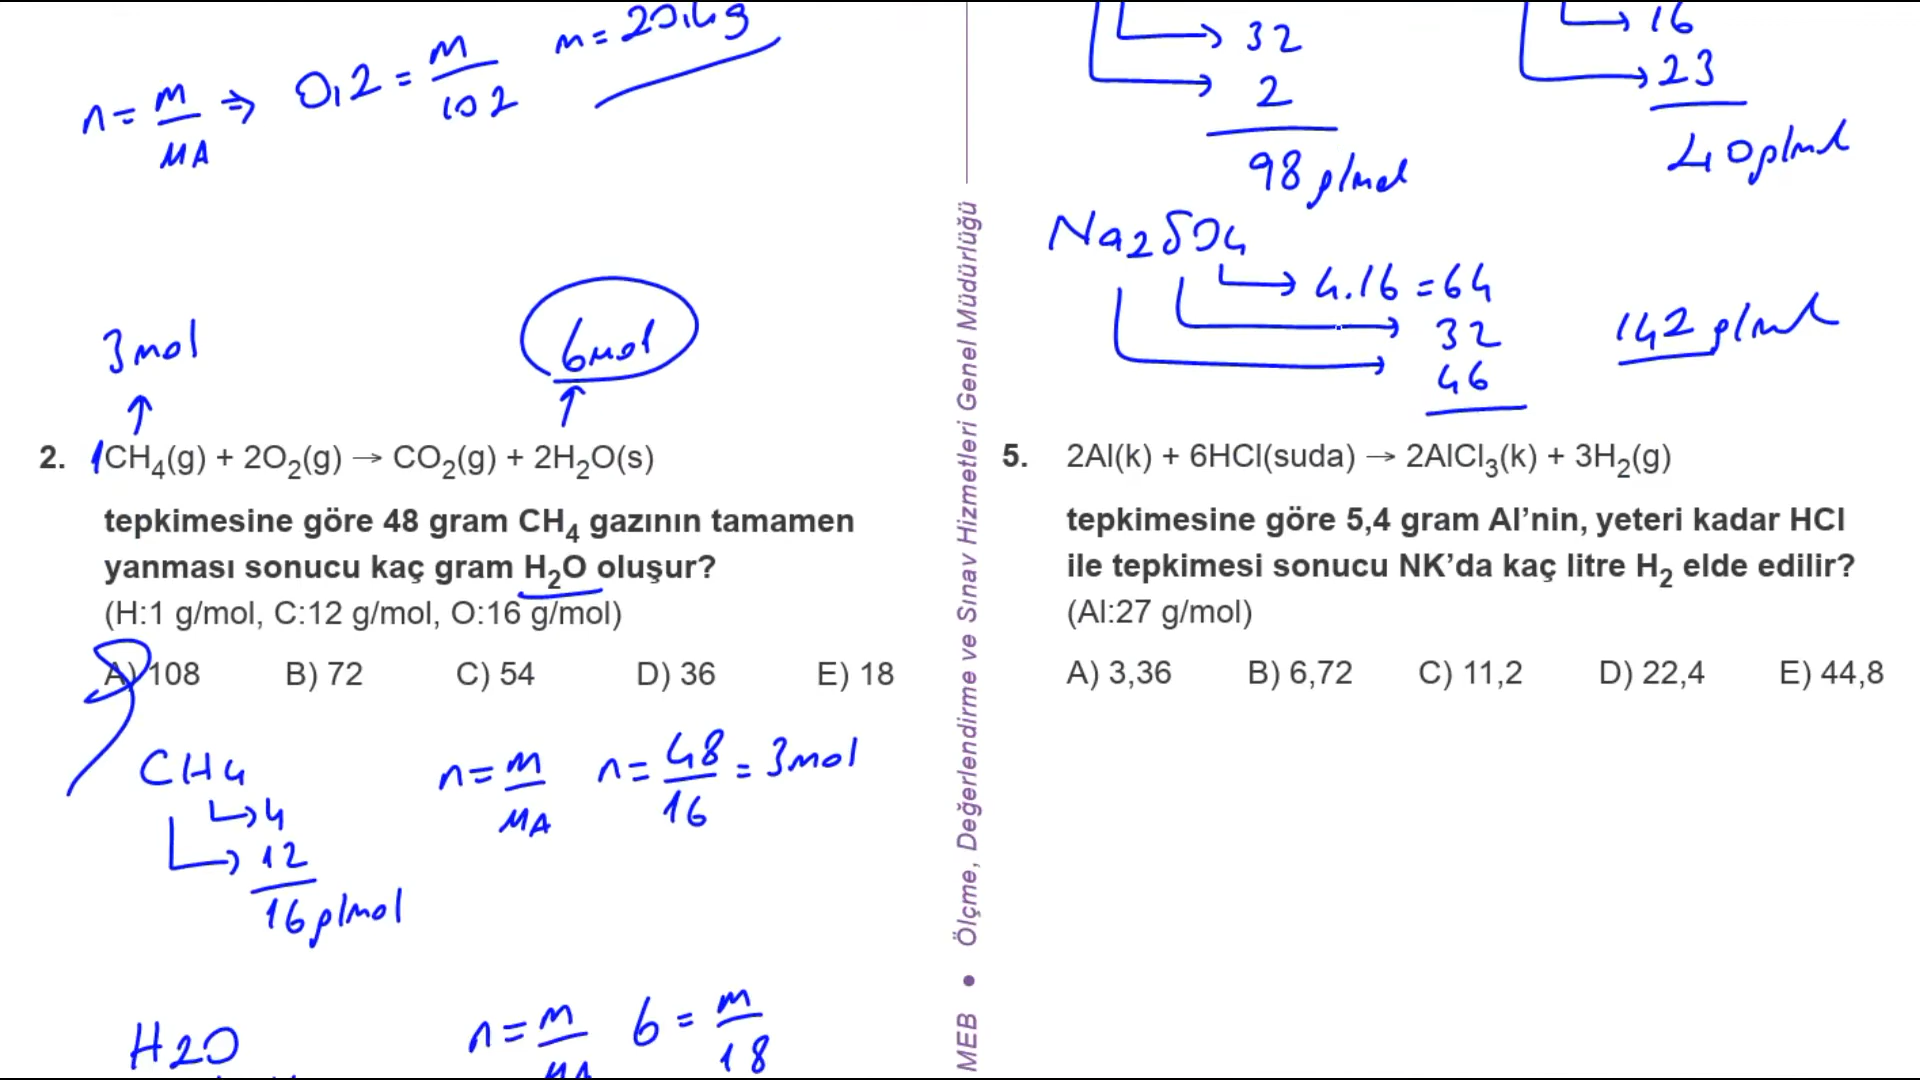 n = m/MA ⇒ 0,2 = m/102 m = 20,4g
3mol
6mol
2. 1CH₄(g) + 2O₂(g) → CO₂(g) + 2H₂O(s)
tepkimesine göre 48 gram CH₄ gazının tamamen
yanması sonucu kaç gram H₂O oluşur?
(H:1 g/mol, C:12 g/mol, O:16 g/mol)
A) 108 B) 72 C) 54 D) 36 E) 18
CH4
→ 4
→ 12
16 g/mol
n = m/MA n = 48/16 = 3mol
H2O
n = m/MA 6 = m/18
MEB ● Ölçme, Değerlendirme ve Sınav Hizmetleri Genel Müdürlüğü
→ 32
→ 2
98 g/mol
→ 16
→ 23
40 g/mol
Na2SO4
→ 4.16 = 64
→ 32
→ 46
142 g/mol
5. 2Al(k) + 6HCl(suda) → 2AlCl₃(k) + 3H₂(g)
tepkimesine göre 5,4 gram Al’nin, yeteri kadar HCl
ile tepkimesi sonucu NK’da kaç litre H₂ elde edilir?
(Al:27 g/mol)
A) 3,36 B) 6,72 C) 11,2 D) 22,4 E) 44,8